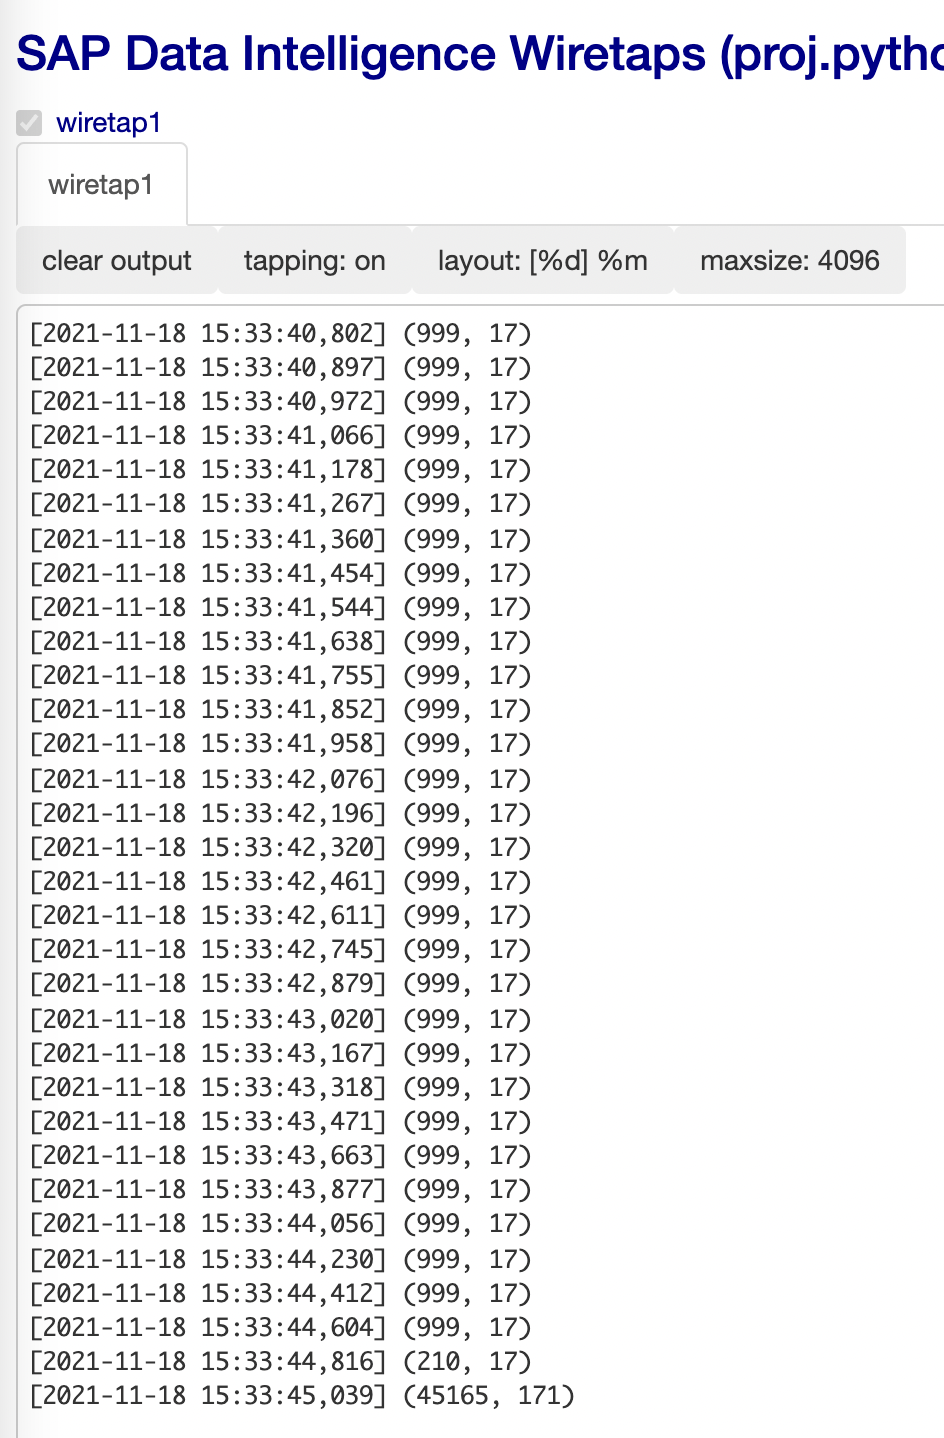 SAP Data Intelligence Wiretaps (proj.pytho
wiretap1
wiretap1
clear output tapping: on layout: [%d] %m maxsize: 4096
[2021-11-18 15:33:40,802] (999, 17)
[2021-11-18 15:33:40,897] (999, 17)
[2021-11-18 15:33:40,972] (999, 17)
[2021-11-18 15:33:41,066] (999, 17)
[2021-11-18 15:33:41,178] (999, 17)
[2021-11-18 15:33:41,267] (999, 17)
[2021-11-18 15:33:41,360] (999, 17)
[2021-11-18 15:33:41,454] (999, 17)
[2021-11-18 15:33:41,544] (999, 17)
[2021-11-18 15:33:41,638] (999, 17)
[2021-11-18 15:33:41,755] (999, 17)
[2021-11-18 15:33:41,852] (999, 17)
[2021-11-18 15:33:41,958] (999, 17)
[2021-11-18 15:33:42,076] (999, 17)
[2021-11-18 15:33:42,196] (999, 17)
[2021-11-18 15:33:42,320] (999, 17)
[2021-11-18 15:33:42,461] (999, 17)
[2021-11-18 15:33:42,611] (999, 17)
[2021-11-18 15:33:42,745] (999, 17)
[2021-11-18 15:33:42,879] (999, 17)
[2021-11-18 15:33:43,020] (999, 17)
[2021-11-18 15:33:43,167] (999, 17)
[2021-11-18 15:33:43,318] (999, 17)
[2021-11-18 15:33:43,471] (999, 17)
[2021-11-18 15:33:43,663] (999, 17)
[2021-11-18 15:33:43,877] (999, 17)
[2021-11-18 15:33:44,056] (999, 17)
[2021-11-18 15:33:44,230] (999, 17)
[2021-11-18 15:33:44,412] (999, 17)
[2021-11-18 15:33:44,604] (999, 17)
[2021-11-18 15:33:44,816] (210, 17)
[2021-11-18 15:33:45,039] (45165, 171)